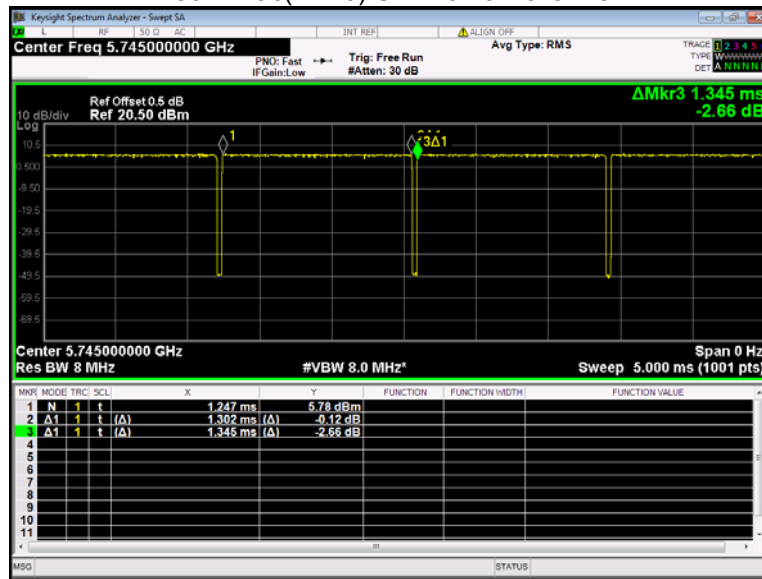 Keysight Spectrum Analyzer - Swept SA
L RF 50 Ω AC INT REF ALIGN OFF
Center Freq 5.745000000 GHz
PNO: Fast
IFGain:Low
Trig: Free Run
#Atten: 30 dB
Avg Type: RMS
TRACE 1 2 3 4 5
TYPE
DET A N N N N
ΔMkr3 1.345 ms
-2.66 dB
10 dB/div
Log
Ref Offset 0.5 dB
Ref 20.50 dBm
1
3Δ1
10.5
0.500
-9.50
-19.5
-29.5
-39.5
-49.5
-59.5
-69.5
Center 5.745000000 GHz
Span 0 Hz
Res BW 8 MHz
#VBW 8.0 MHz*
Sweep 5.000 ms (1001 pts)
MKR MODE TRC SCL X Y FUNCTION FUNCTION WIDTH FUNCTION VALUE
1 N 1 t 1.247 ms 5.78 dBm
2 Δ1 1 t (Δ) 1.302 ms (Δ) -0.12 dB
3 Δ1 1 t (Δ) 1.345 ms (Δ) -2.66 dB
4
5
6
7
8
9
10
11
MSG
STATUS